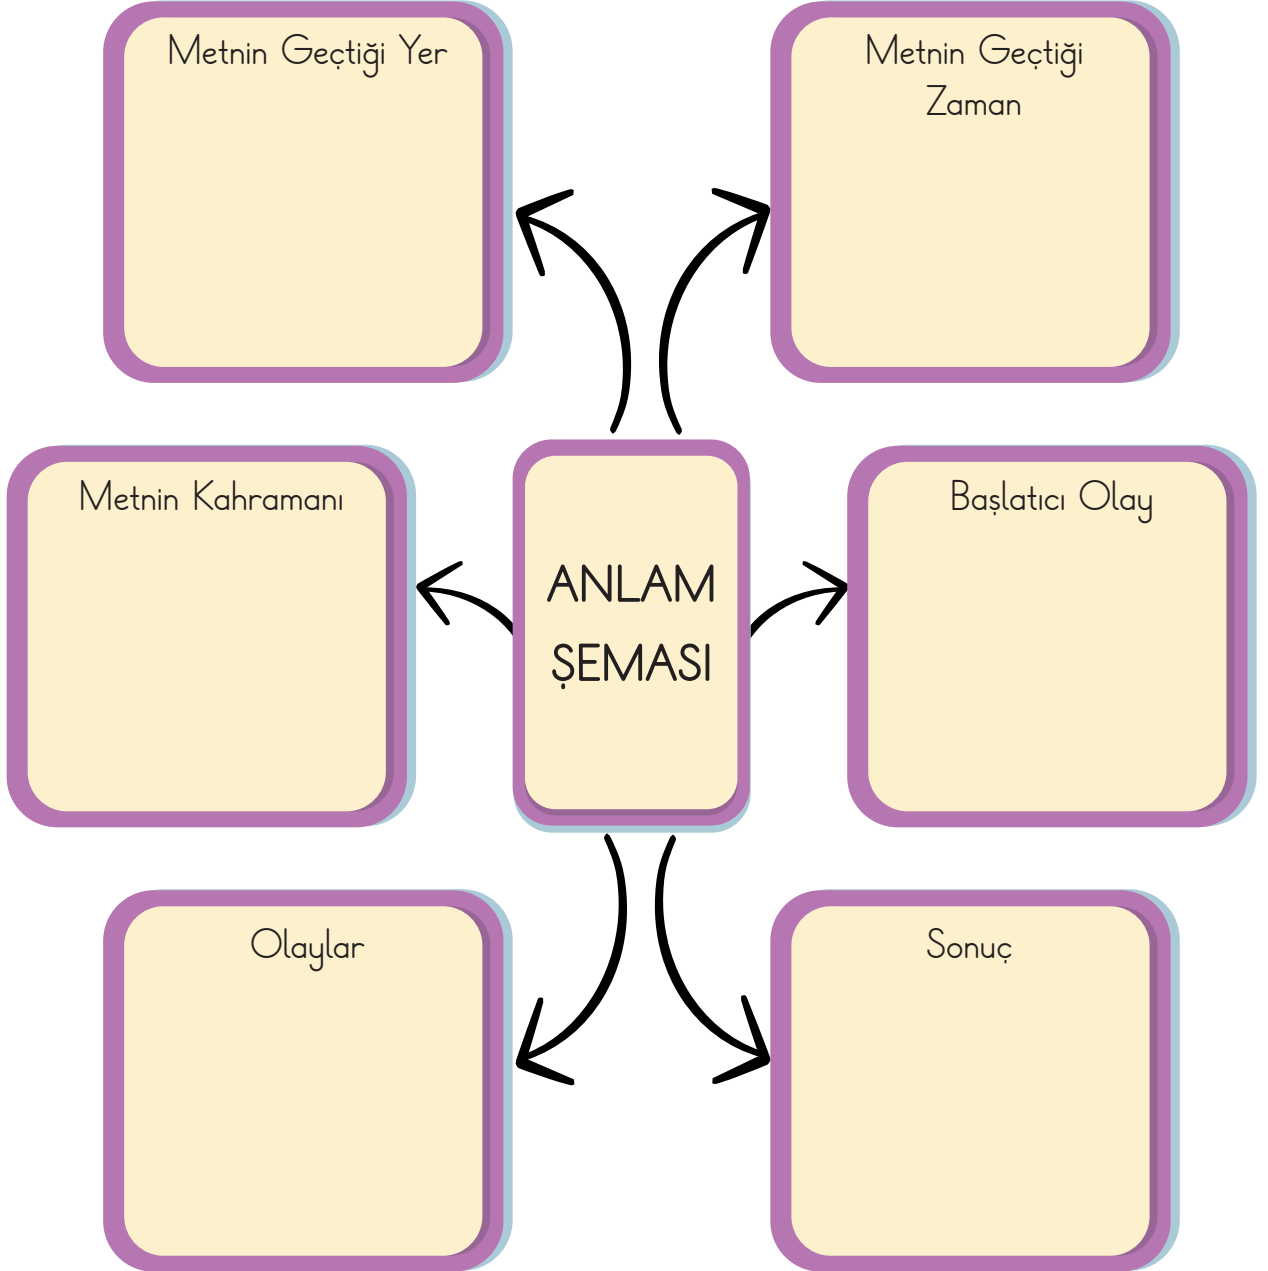 Metnin Geçtiği Yer
Metnin Geçtiği
Zaman
Metnin Kahramanı
ANLAM
ŞEMASI
Başlatıcı Olay
Olaylar
Sonuç